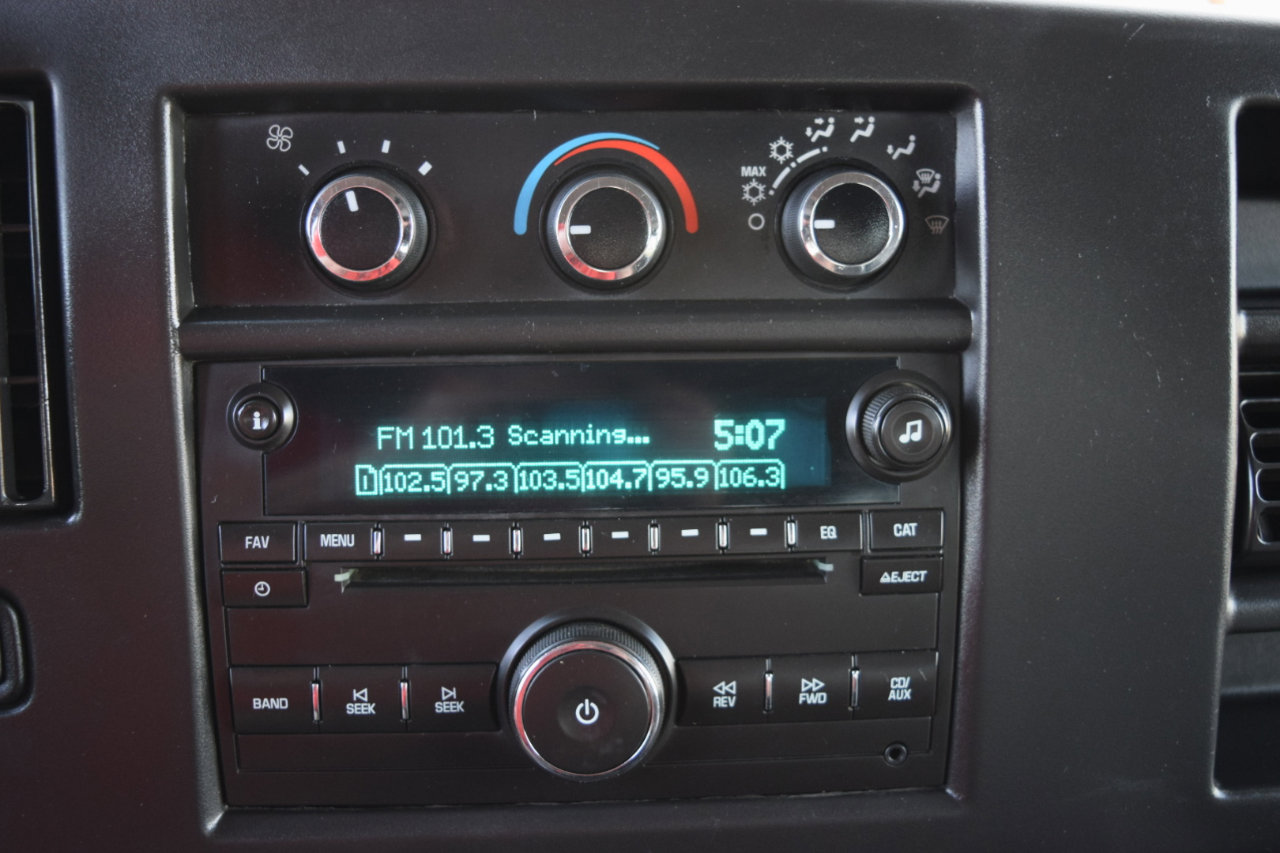 MAX
FM 101.3 Scanning... 5:07
1 102.5 97.3 103.5 104.7 95.9 106.3
FAV MENU EQ CAT
EJECT
BAND SEEK SEEK REV FWD CD/
AUX